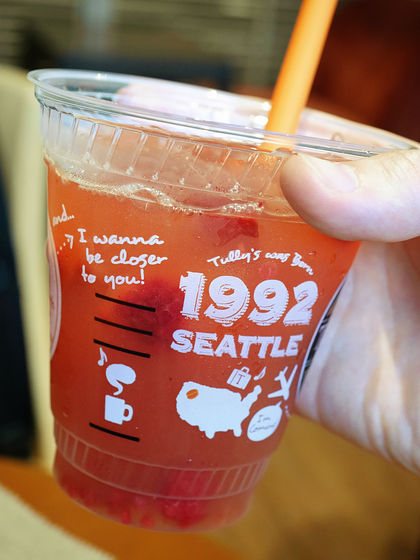 and...
I wanna
be closer
to you!
Tully's was Born
1992
SEATTLE
I'm
Coming!